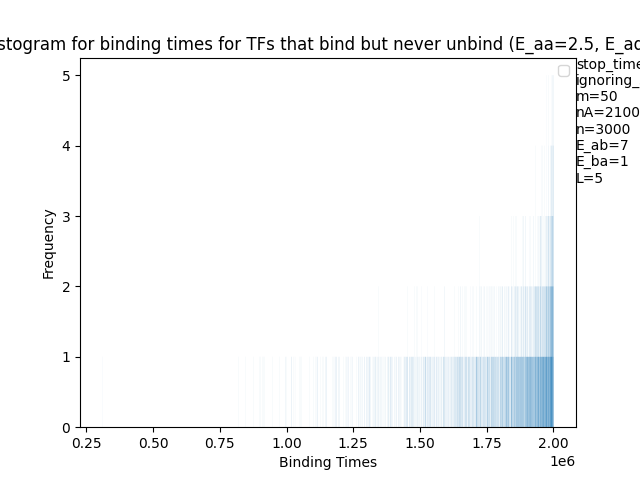 stogram for binding times for TFs that bind but never unbind (E_aa=2.5, E_ad
stop_time
ignoring_
m=50
nA=2100
n=3000
E_ab=7
E_ba=1
L=5
5
4
3
2
1
0
Frequency
0.25 0.50 0.75 1.00 1.25 1.50 1.75 2.00
1e6
Binding Times